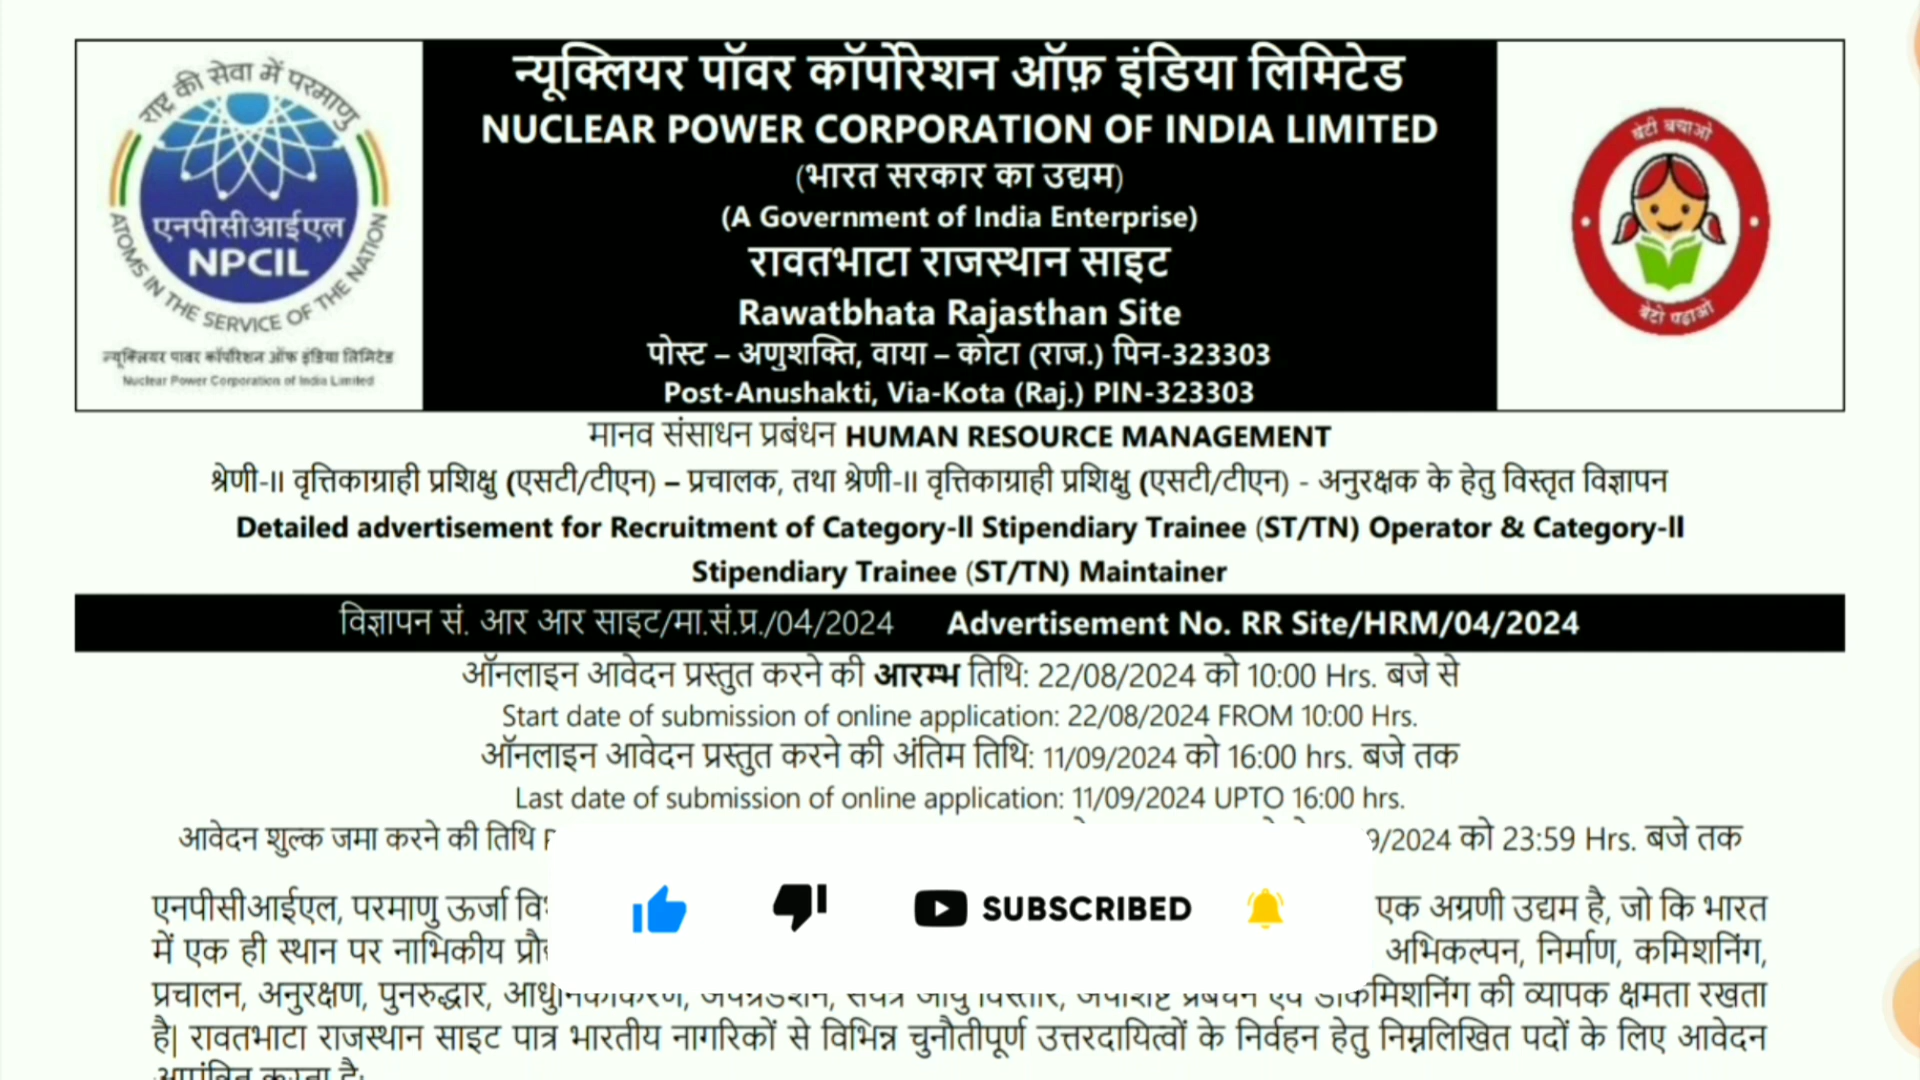 राष्ट्र की सेवा में परमाणु
एनपीसीआईएल
NPCIL
ATOMS IN THE SERVICE OF THE NATION
न्यूक्लियर पावर कॉर्पोरेशन ऑफ इंडिया लिमिटेड
Nuclear Power Corporation of India Limited
न्यूक्लियर पॉवर कॉर्पोरेशन ऑफ़ इंडिया लिमिटेड
NUCLEAR POWER CORPORATION OF INDIA LIMITED
(भारत सरकार का उद्यम)
(A Government of India Enterprise)
रावतभाटा राजस्थान साइट
Rawatbhata Rajasthan Site
पोस्ट – अणुशक्ति, वाया – कोटा (राज.) पिन-323303
Post-Anushakti, Via-Kota (Raj.) PIN-323303
बेटी बचाओ
बेटी पढ़ाओ
मानव संसाधन प्रबंधन HUMAN RESOURCE MANAGEMENT
श्रेणी-II वृत्तिकाग्राही प्रशिक्षु (एसटी/टीएन) – प्रचालक, तथा श्रेणी-II वृत्तिकाग्राही प्रशिक्षु (एसटी/टीएन) - अनुरक्षक के हेतु विस्तृत विज्ञापन
Detailed advertisement for Recruitment of Category-II Stipendiary Trainee (ST/TN) Operator & Category-II
Stipendiary Trainee (ST/TN) Maintainer
विज्ञापन सं. आर आर साइट/मा.सं.प्र./04/2024 Advertisement No. RR Site/HRM/04/2024
ऑनलाइन आवेदन प्रस्तुत करने की आरम्भ तिथि: 22/08/2024 को 10:00 Hrs. बजे से
Start date of submission of online application: 22/08/2024 FROM 10:00 Hrs.
ऑनलाइन आवेदन प्रस्तुत करने की अंतिम तिथि: 11/09/2024 को 16:00 hrs. बजे तक
Last date of submission of online application: 11/09/2024 UPTO 16:00 hrs.
आवेदन शुल्क जमा करने की तिथि 9/2024 को 23:59 Hrs. बजे तक
एनपीसीआईएल, परमाणु ऊर्जा एक अग्रणी उद्यम है, जो कि भारत
SUBSCRIBED
में एक ही स्थान पर नाभिकीय अभिकल्पन, निर्माण, कमिशनिंग,
प्रचालन, अनुरक्षण, पुनरुद्धार, की व्यापक क्षमता रखता
है| रावतभाटा राजस्थान साइट पात्र भारतीय नागरिकों से विभिन्न चुनौतीपूर्ण उत्तरदायित्वों के निर्वहन हेतु निम्नलिखित पदों के लिए आवेदन